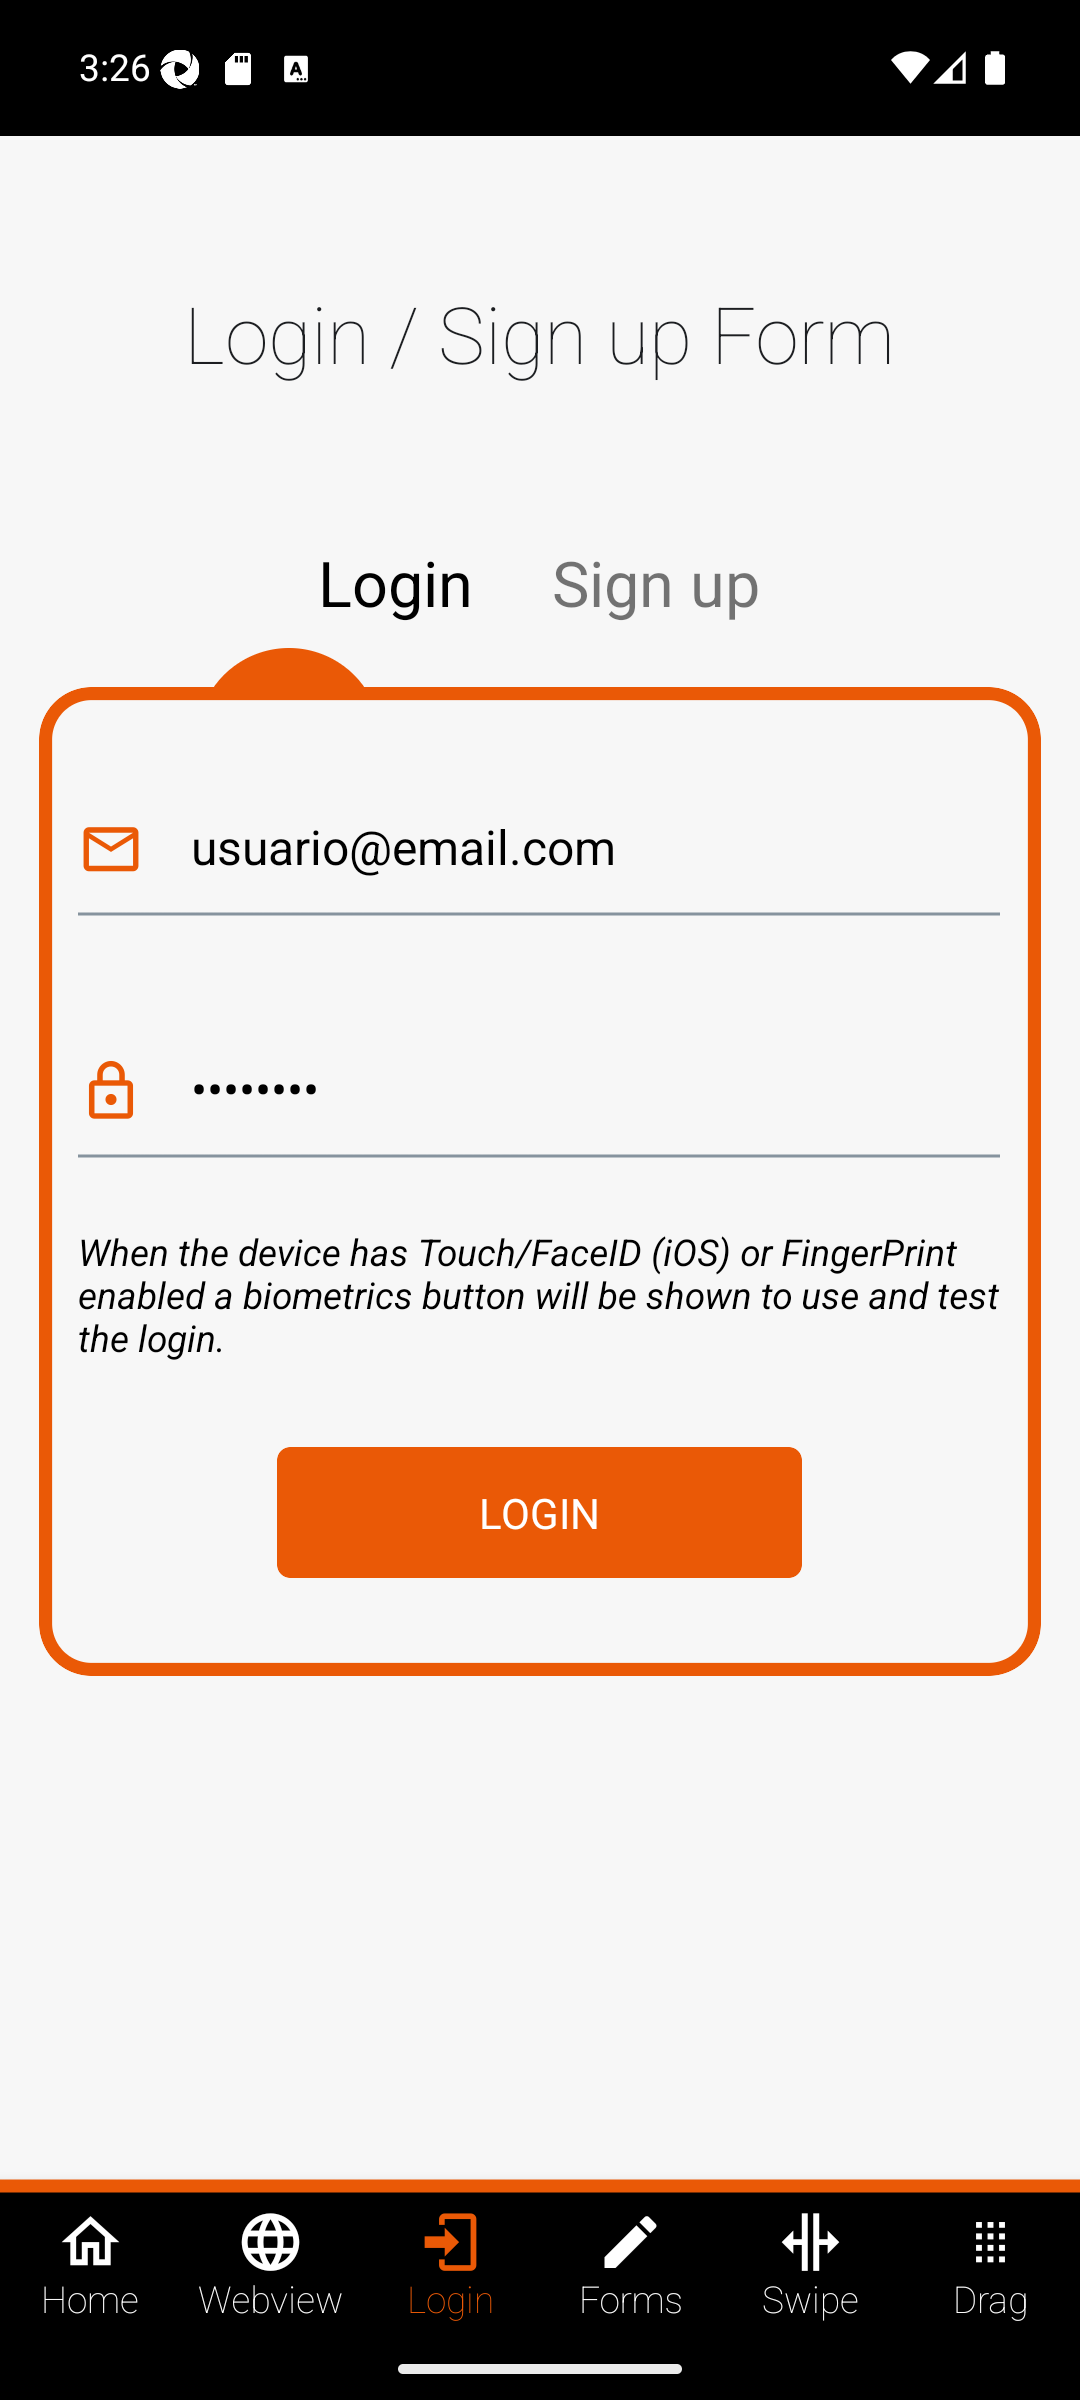 3:26
Login / Sign up Form
Login Sign up
usuario@email.com
••••••••
When the device has Touch/FaceID (iOS) or FingerPrint
enabled a biometrics button will be shown to use and test
the login.
LOGIN
Home Webview Login Forms Swipe Drag